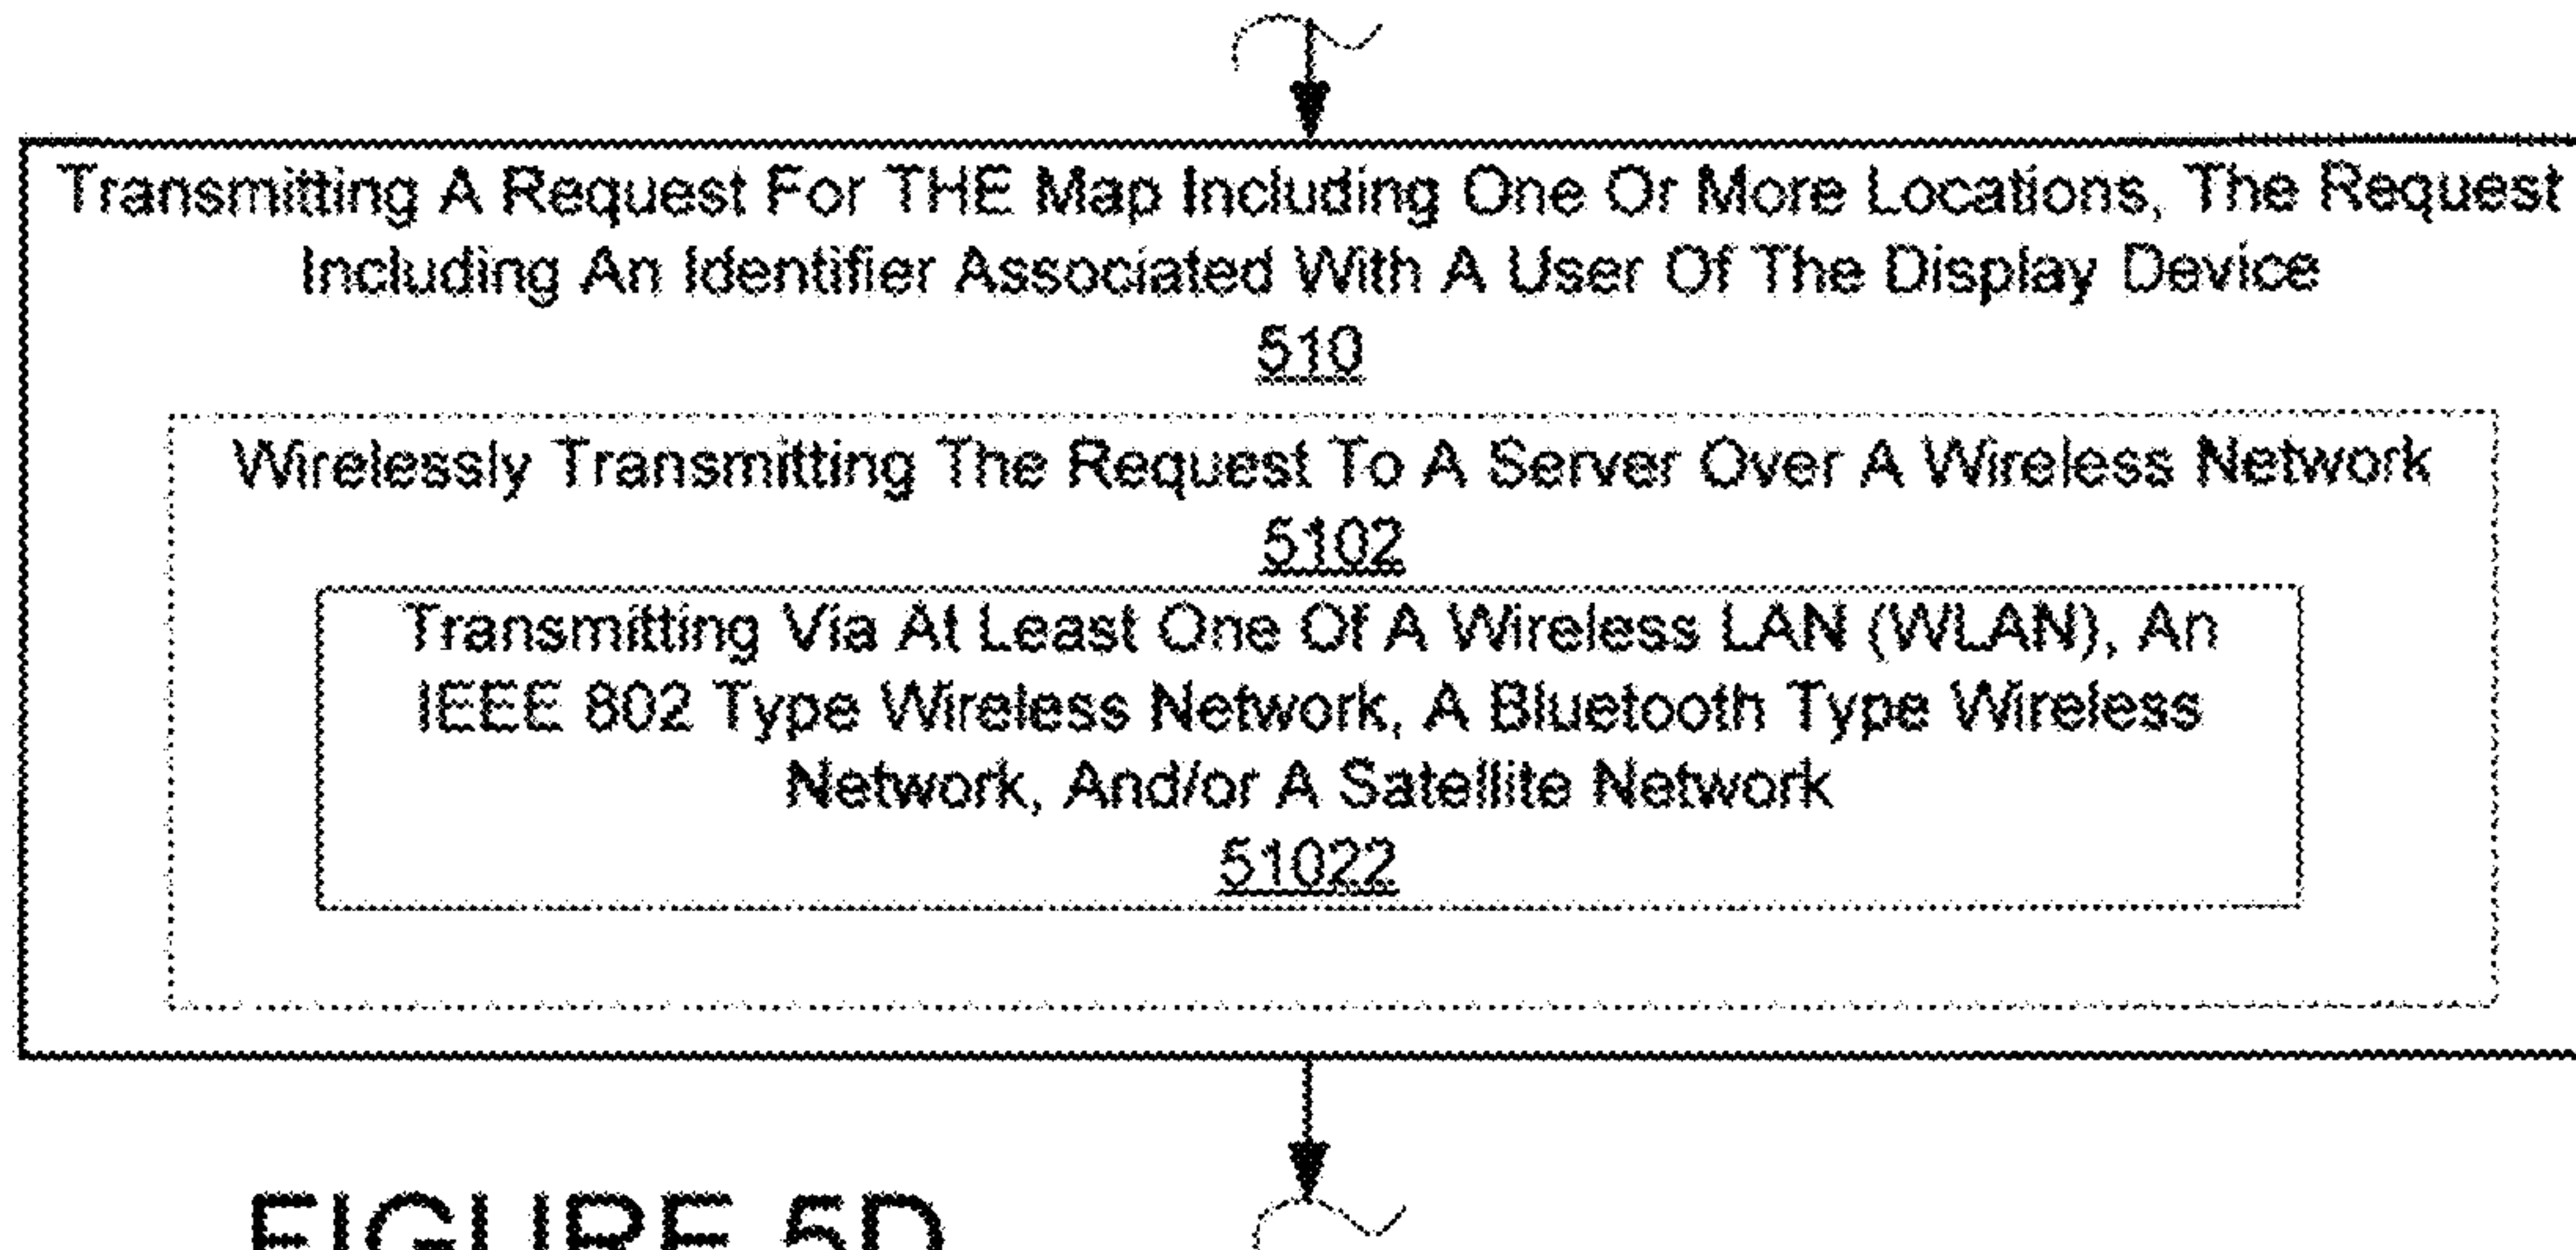 Transmitting A Request For THE Map Including One Or More Locations, The Request
Including An Identifier Associated With A User Of The Display Device
510
Wirelessly Transmitting The Request To A Server Over A Wireless Network
5102
Transmitting Via At Least One Of A Wireless LAN (WLAN), An
IEEE 802 Type Wireless Network, A Bluetooth Type Wireless
Network, And/or A Satellite Network
51022
FIGURE 5D